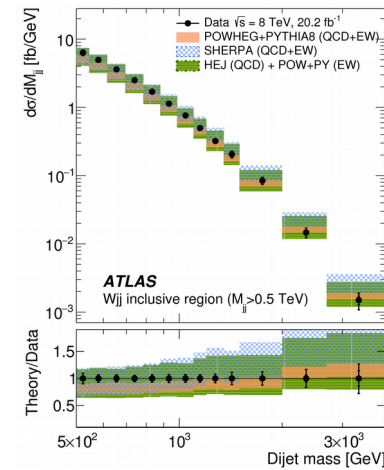 Data √s = 8 TeV, 20.2 fb⁻¹
POWHEG+PYTHIA8 (QCD+EW)
SHERPA (QCD+EW)
HEJ (QCD) + POW+PY (EW)
dσ/dM_jj [fb/GeV]
10
1
10⁻¹
10⁻²
10⁻³
ATLAS
Wjj inclusive region (M_jj>0.5 TeV)
Theory/Data
1.5
1
0.5
5×10² 10³ 2×10³ 3×10³
Dijet mass [GeV]